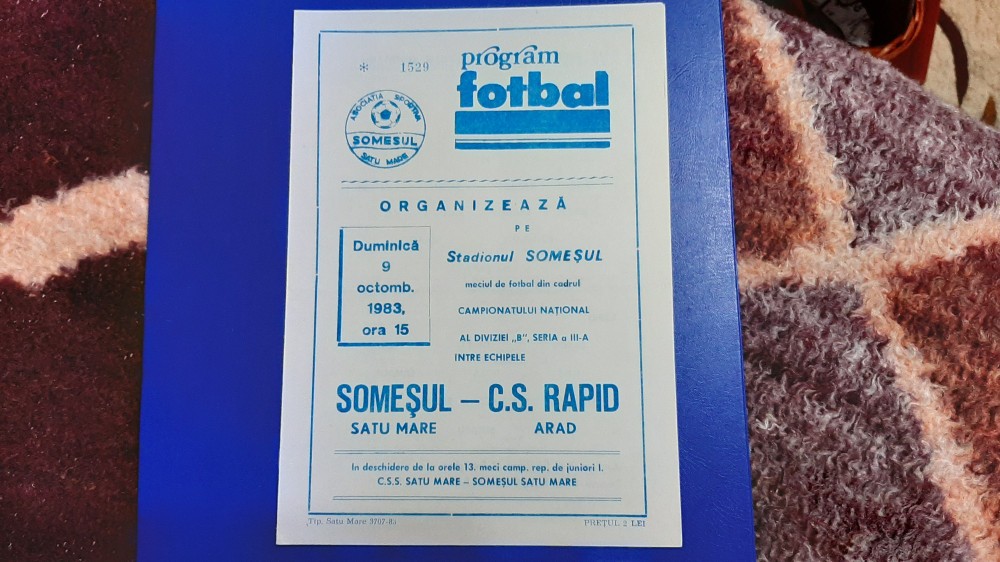 program
* 1529
fotbal
ASOCIAȚIA SPORTIVĂ
SOMESUL
SATU MARE
ORGANIZEAZĂ
PE
Duminică
9
octomb.
1983,
ora 15
Stadionul SOMEȘUL
meciul de fotbal din cadrul
CAMPIONATULUI NAȚIONAL
AL DIVIZIEI „B", SERIA a III-A
INTRE ECHIPELE
SOMEȘUL – C.S. RAPID
SATU MARE ARAD
In deschidere de la orele 13. meci camp. rep. de juniori I.
C.S.S. SATU MARE – SOMEȘUL SATU MARE
Tip. Satu Mare 3707-83
PREȚUL 2 LEI